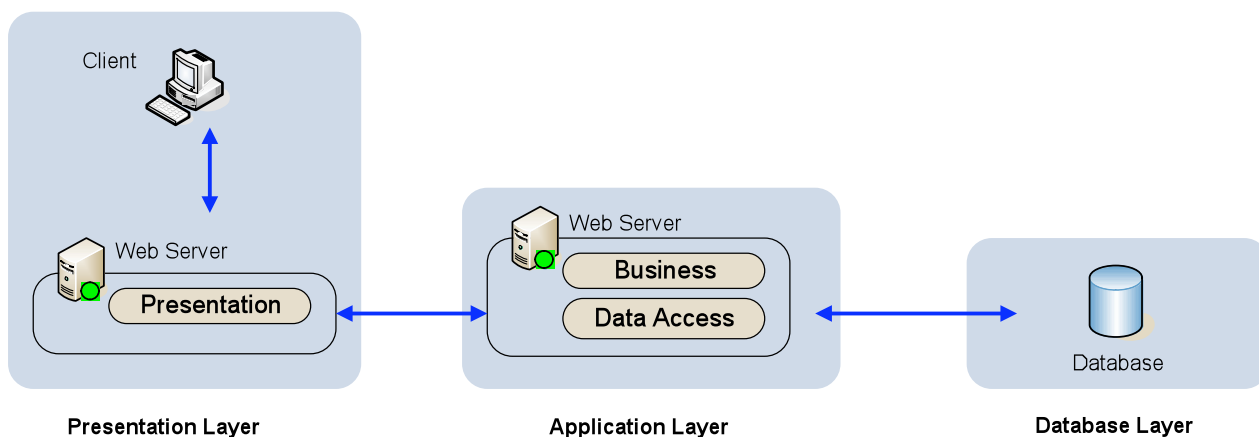 Client
Web Server
Presentation
Presentation Layer
Web Server
Business
Data Access
Application Layer
Database
Database Layer